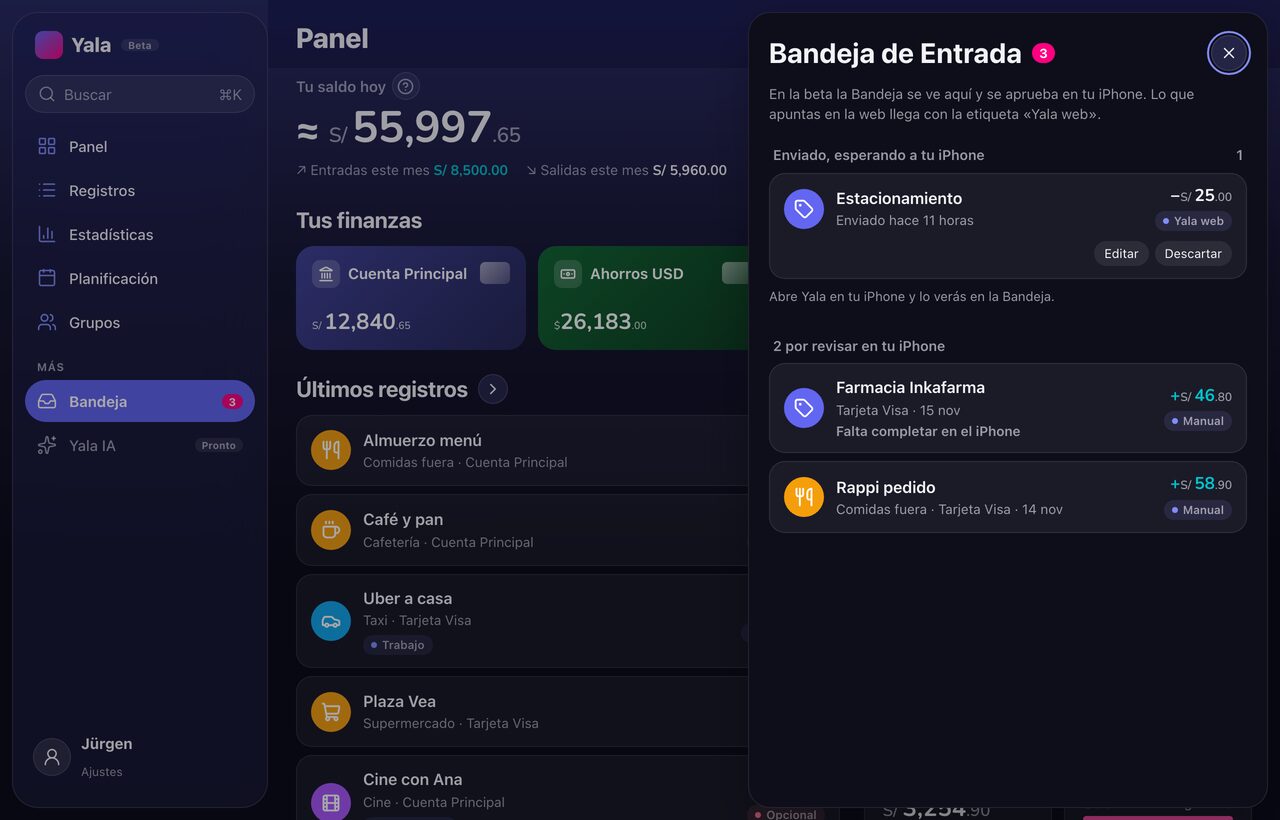 Yala Beta
Buscar ⌘K
Panel
Registros
Estadísticas
Planificación
Grupos
MÁS
Bandeja 3
Yala IA Pronto
Jürgen
Ajustes
Panel
Tu saldo hoy ?
≈ S/ 55,997.65
Entradas este mes S/ 8,500.00 Salidas este mes S/ 5,960.00
Tus finanzas
Cuenta Principal
S/ 12,840.65
Ahorros USD
$26,183.00
Últimos registros
Almuerzo menú
Comidas fuera · Cuenta Principal
Café y pan
Cafetería · Cuenta Principal
Uber a casa
Taxi · Tarjeta Visa
Trabajo
Plaza Vea
Supermercado · Tarjeta Visa
Cine con Ana
Cine · Cuenta Principal
Opcional
S/ 3,254.90
Bandeja de Entrada 3
En la beta la Bandeja se ve aquí y se aprueba en tu iPhone. Lo que
apuntas en la web llega con la etiqueta «Yala web».
Enviado, esperando a tu iPhone 1
Estacionamiento −S/ 25.00
Enviado hace 11 horas Yala web
Editar Descartar
Abre Yala en tu iPhone y lo verás en la Bandeja.
2 por revisar en tu iPhone
Farmacia Inkafarma +S/ 46.80
Tarjeta Visa · 15 nov Manual
Falta completar en el iPhone
Rappi pedido +S/ 58.90
Comidas fuera · Tarjeta Visa · 14 nov Manual